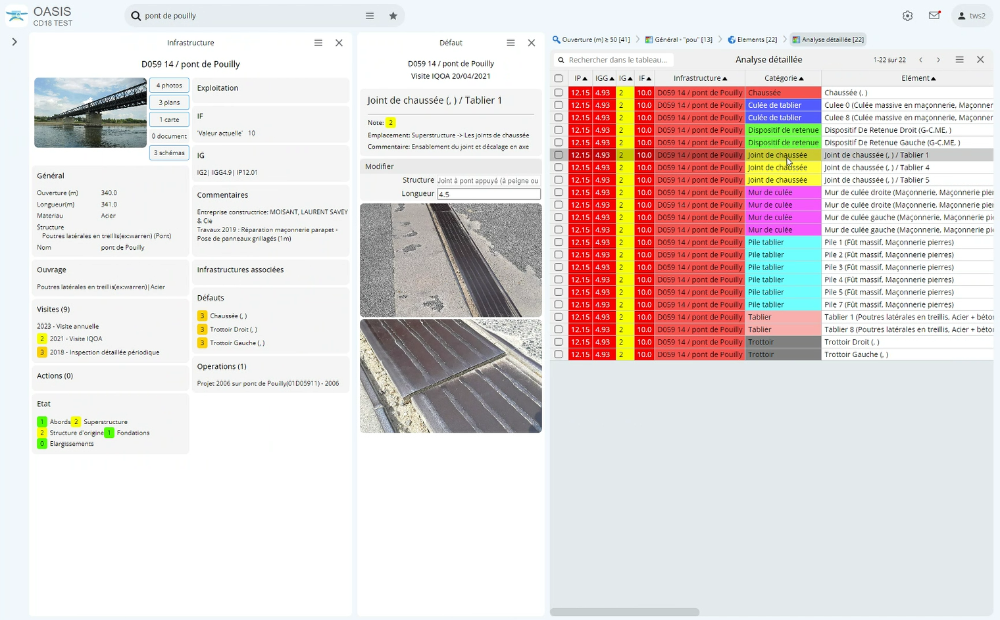 OASIS
CD18 TEST
pont de pouilly
tws2
Infrastructure
D059 14 / pont de Pouilly
4 photos
3 plans
1 carte
0 document
3 schémas
Général
Ouverture (m) 340.0
Longueur(m) 341.0
Materiau Acier
Structure
Poutres latérales en treillis(ex:warren) (Pont)
Nom pont de Pouilly
Ouvrage
Poutres latérales en treillis(ex:warren)|Acier
Visites (9)
2023 - Visite annuelle
2 2021 - Visite IQOA
3 2018 - Inspection détaillée périodique
Actions (0)
Etat
1 Abords 2 Superstructure
2 Structure d'origine 1 Fondations
0 Elargissements
Exploitation
IF
'Valeur actuelle' 10
IG
IG2| IGG4.9| IP12.01
Commentaires
Entreprise constructrice: MOISANT, LAURENT SAVEY
& Cie
Travaux 2019 : Réparation maçonnerie parapet -
Pose de panneaux grillagés (1m)
Infrastructures associées
Défauts
3 Chaussée (, )
3 Trottoir Droit (, )
3 Trottoir Gauche (, )
Operations (1)
Projet 2006 sur pont de Pouilly(01D05911) - 2006
Défaut
D059 14 / pont de Pouilly
Visite IQOA 20/04/2021
Joint de chaussée (, ) / Tablier 1
Note: 2
Emplacement: Superstructure -> Les joints de chaussée
Commentaire: Ensablement du joint et décalage en axe
Modifier
Structure Joint à pont appuyé (à peigne ou
Longueur 4.5
Ouverture (m) ≥ 50 [41] Général - "pou" [13] Elements [22] Analyse détaillée [22]
Rechercher dans le tableau... Analyse détaillée 1-22 sur 22
IP IGG IG IF Infrastructure Catégorie Elément
12.15 4.93 2 10.0 D059 14 / pont de Pouilly Chaussée Chaussée (, )
12.15 4.93 2 10.0 D059 14 / pont de Pouilly Culée de tablier Culee 0 (Culée massive en maçonnerie, Maçonner
12.15 4.93 2 10.0 D059 14 / pont de Pouilly Culée de tablier Culee 8 (Culée massive en maçonnerie, Maçonner
12.15 4.93 2 10.0 D059 14 / pont de Pouilly Dispositif de retenue Dispositif De Retenue Droit (G-C.ME, )
12.15 4.93 2 10.0 D059 14 / pont de Pouilly Dispositif de retenue Dispositif De Retenue Gauche (G-C.ME, )
12.15 4.93 2 10.0 D059 14 / pont de Pouilly Joint de chaussée Joint de chaussée (, ) / Tablier 1
12.15 4.93 2 10.0 D059 14 / pont de Pouilly Joint de chaussée Joint de chaussée (, ) / Tablier 4
12.15 4.93 2 10.0 D059 14 / pont de Pouilly Joint de chaussée Joint de chaussée (, ) / Tablier 5
12.15 4.93 2 10.0 D059 14 / pont de Pouilly Mur de culée Mur de culée droite (Maçonnerie, Maçonnerie pier
12.15 4.93 2 10.0 D059 14 / pont de Pouilly Mur de culée Mur de culée droite (Maçonnerie, Maçonnerie pier
12.15 4.93 2 10.0 D059 14 / pont de Pouilly Mur de culée Mur de culée gauche (Maçonnerie, Maçonnerie pie
12.15 4.93 2 10.0 D059 14 / pont de Pouilly Mur de culée Mur de culée gauche (Maçonnerie, Maçonnerie pie
12.15 4.93 2 10.0 D059 14 / pont de Pouilly Pile tablier Pile 1 (Fût massif, Maçonnerie pierres)
12.15 4.93 2 10.0 D059 14 / pont de Pouilly Pile tablier Pile 2 (Fût massif, Maçonnerie pierres)
12.15 4.93 2 10.0 D059 14 / pont de Pouilly Pile tablier Pile 3 (Fût massif, Maçonnerie pierres)
12.15 4.93 2 10.0 D059 14 / pont de Pouilly Pile tablier Pile 4 (Fût massif, Maçonnerie pierres)
12.15 4.93 2 10.0 D059 14 / pont de Pouilly Pile tablier Pile 5 (Fût massif, Maçonnerie pierres)
12.15 4.93 2 10.0 D059 14 / pont de Pouilly Pile tablier Pile 7 (Fût massif, Maçonnerie pierres)
12.15 4.93 2 10.0 D059 14 / pont de Pouilly Tablier Tablier 1 (Poutres latérales en treillis, Acier + béto
12.15 4.93 2 10.0 D059 14 / pont de Pouilly Tablier Tablier 8 (Poutres latérales en treillis, Acier + béto
12.15 4.93 2 10.0 D059 14 / pont de Pouilly Trottoir Trottoir Droit (, )
12.15 4.93 2 10.0 D059 14 / pont de Pouilly Trottoir Trottoir Gauche (, )